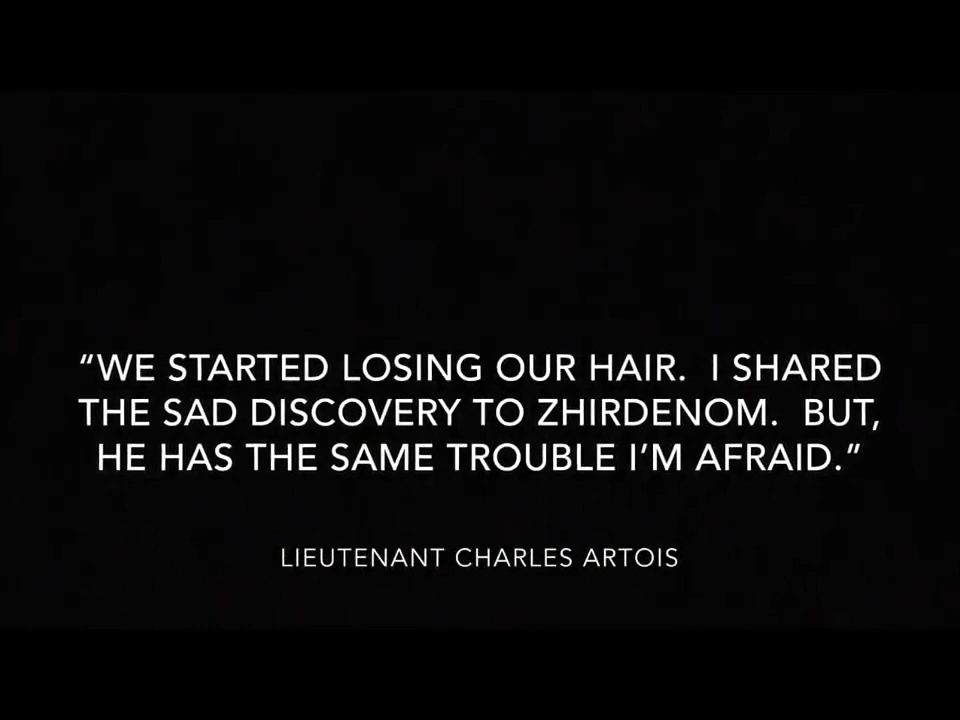 “WE STARTED LOSING OUR HAIR.  I SHARED
THE SAD DISCOVERY TO ZHIRDENOM.  BUT,
HE HAS THE SAME TROUBLE I’M AFRAID.”
LIEUTENANT CHARLES ARTOIS